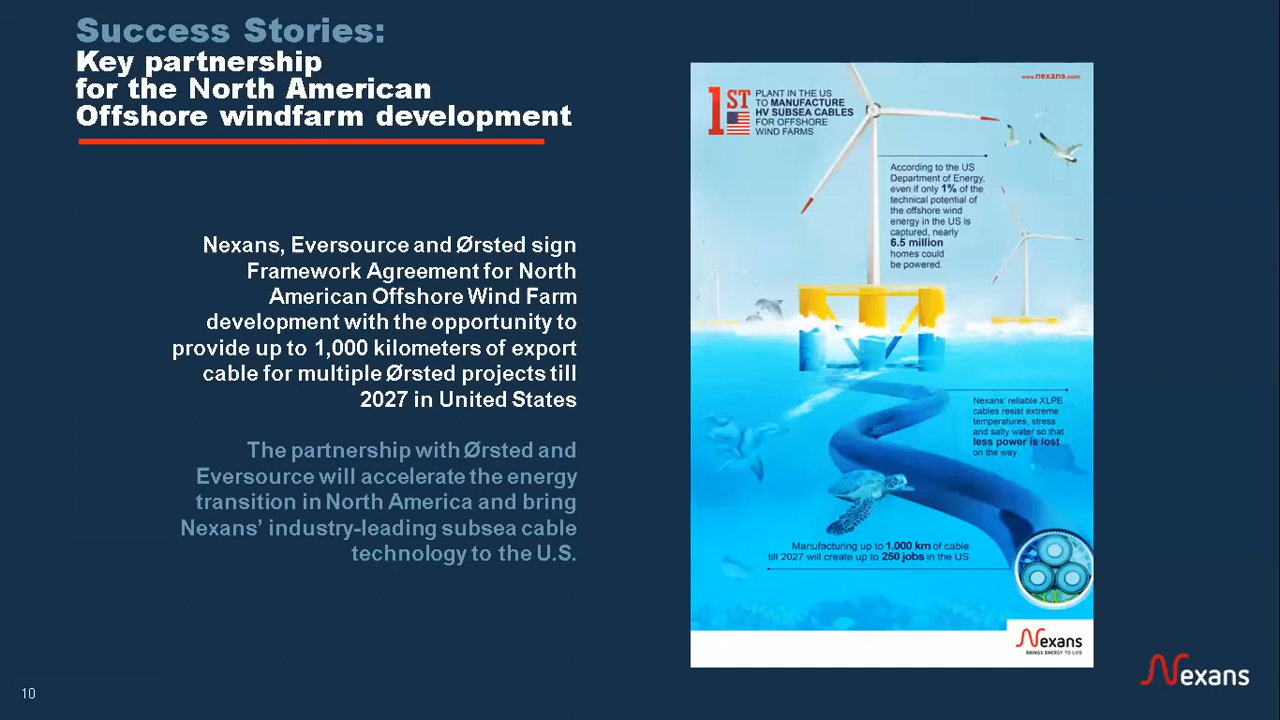 Success Stories:
Key partnership
for the North American
Offshore windfarm development
Nexans, Eversource and Ørsted sign
Framework Agreement for North
American Offshore Wind Farm
development with the opportunity to
provide up to 1,000 kilometers of export
cable for multiple Ørsted projects till
2027 in United States
The partnership with Ørsted and
Eversource will accelerate the energy
transition in North America and bring
Nexans’ industry-leading subsea cable
technology to the U.S.
www.nexans.com
1ST
PLANT IN THE US
TO MANUFACTURE
HV SUBSEA CABLES
FOR OFFSHORE
WIND FARMS
According to the US
Department of Energy,
even if only 1% of the
technical potential of
the offshore wind
energy in the US is
captured, nearly
6.5 million
homes could
be powered.
Nexans’ reliable XLPE
cables resist extreme
temperatures, stress
and salty water so that
less power is lost
on the way.
Manufacturing up to 1.000 km of cable
till 2027 will create up to 250 jobs in the US
Nexans
BRINGS ENERGY TO LIFE
Nexans
10